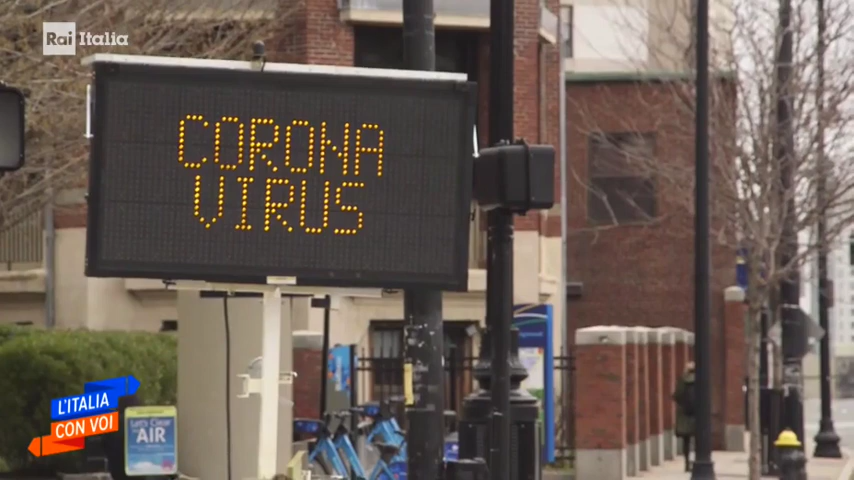 Rai Italia
CORONA
VIRUS
L'ITALIA
CON VOI
Let's Clear
AIR